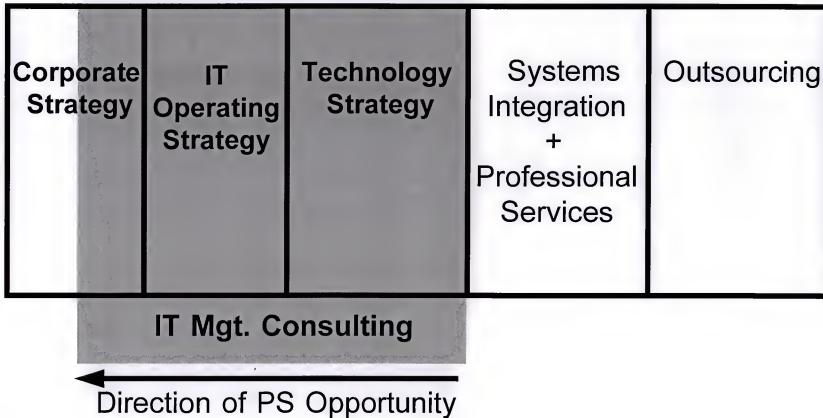 Corporate
Strategy
IT
Operating
Strategy
Technology
Strategy
Systems
Integration
+
Professional
Services
Outsourcing
IT Mgt. Consulting
Direction of PS Opportunity